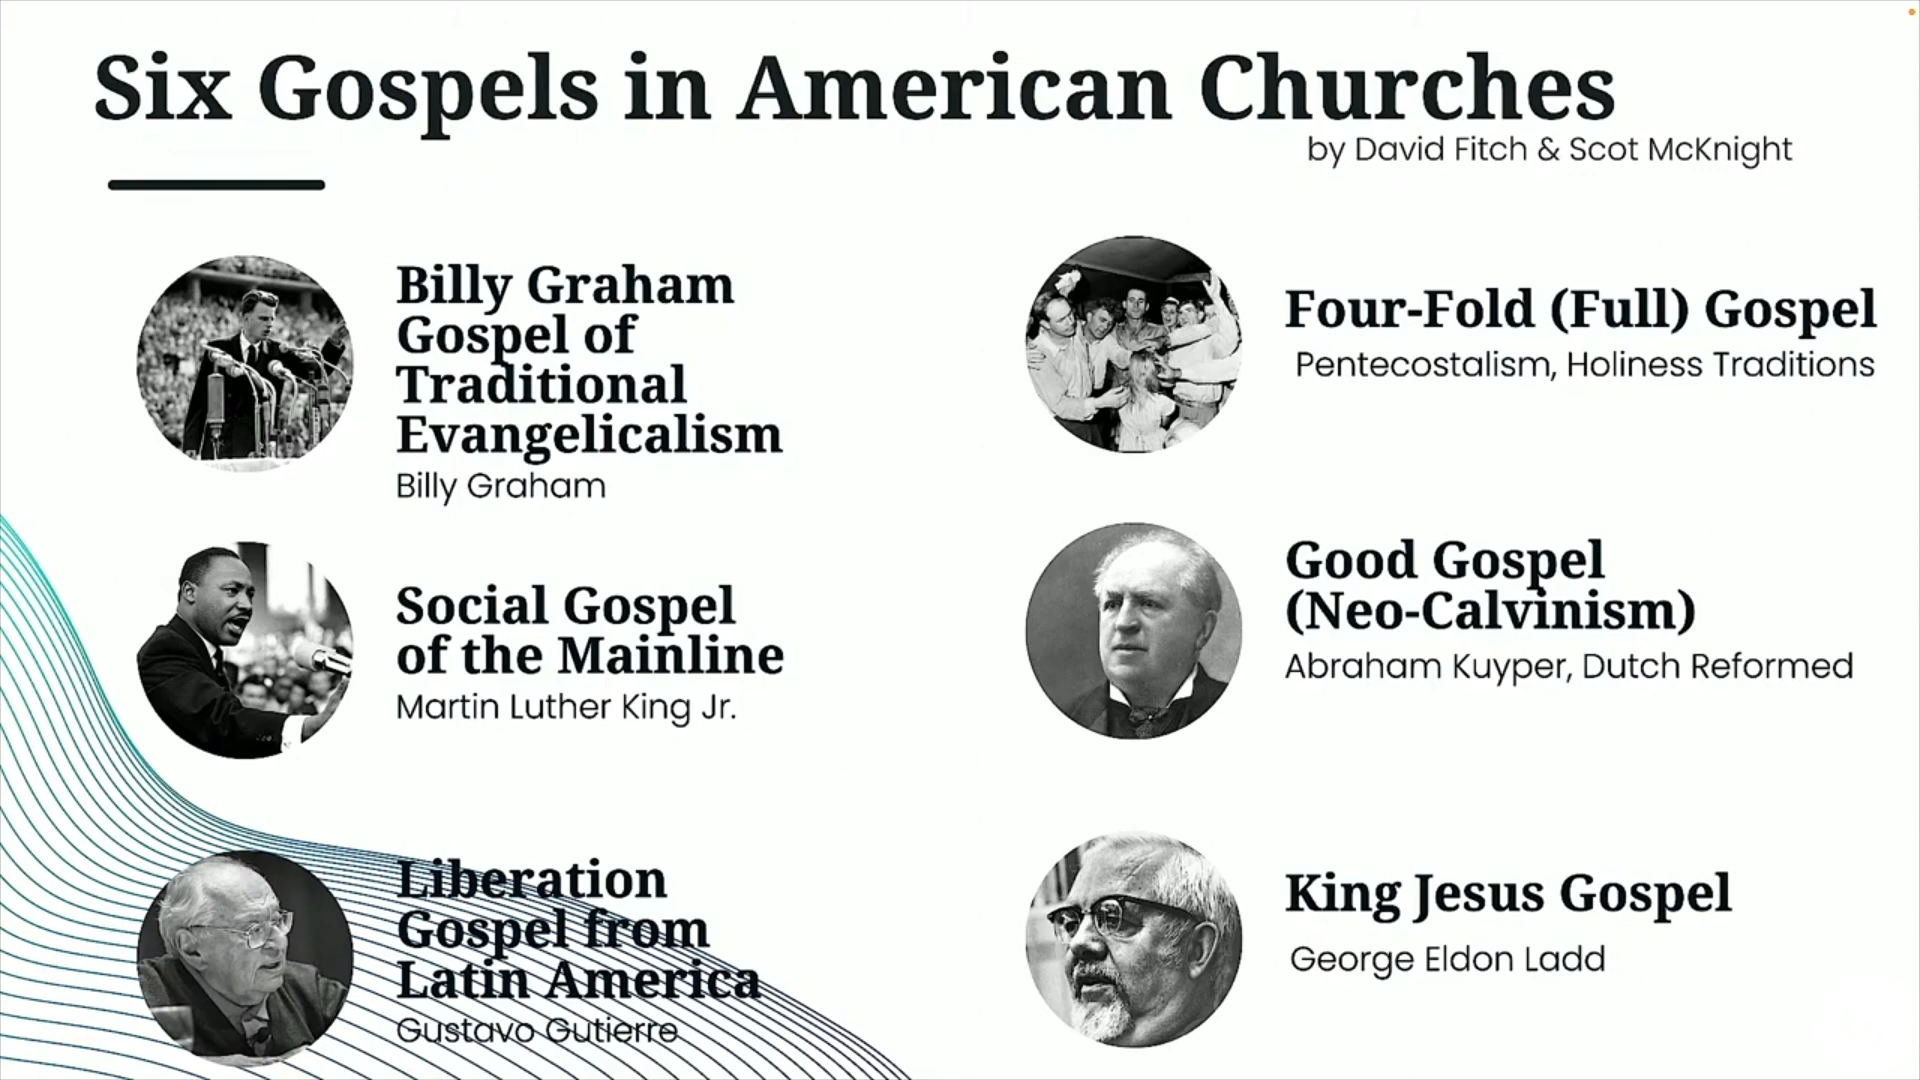 Six Gospels in American Churches
by David Fitch & Scot McKnight
Billy Graham
Gospel of
Traditional
Evangelicalism
Billy Graham
Social Gospel
of the Mainline
Martin Luther King Jr.
Liberation
Gospel from
Latin America
Gustavo Gutierre
Four-Fold (Full) Gospel
Pentecostalism, Holiness Traditions
Good Gospel
(Neo-Calvinism)
Abraham Kuyper, Dutch Reformed
King Jesus Gospel
George Eldon Ladd